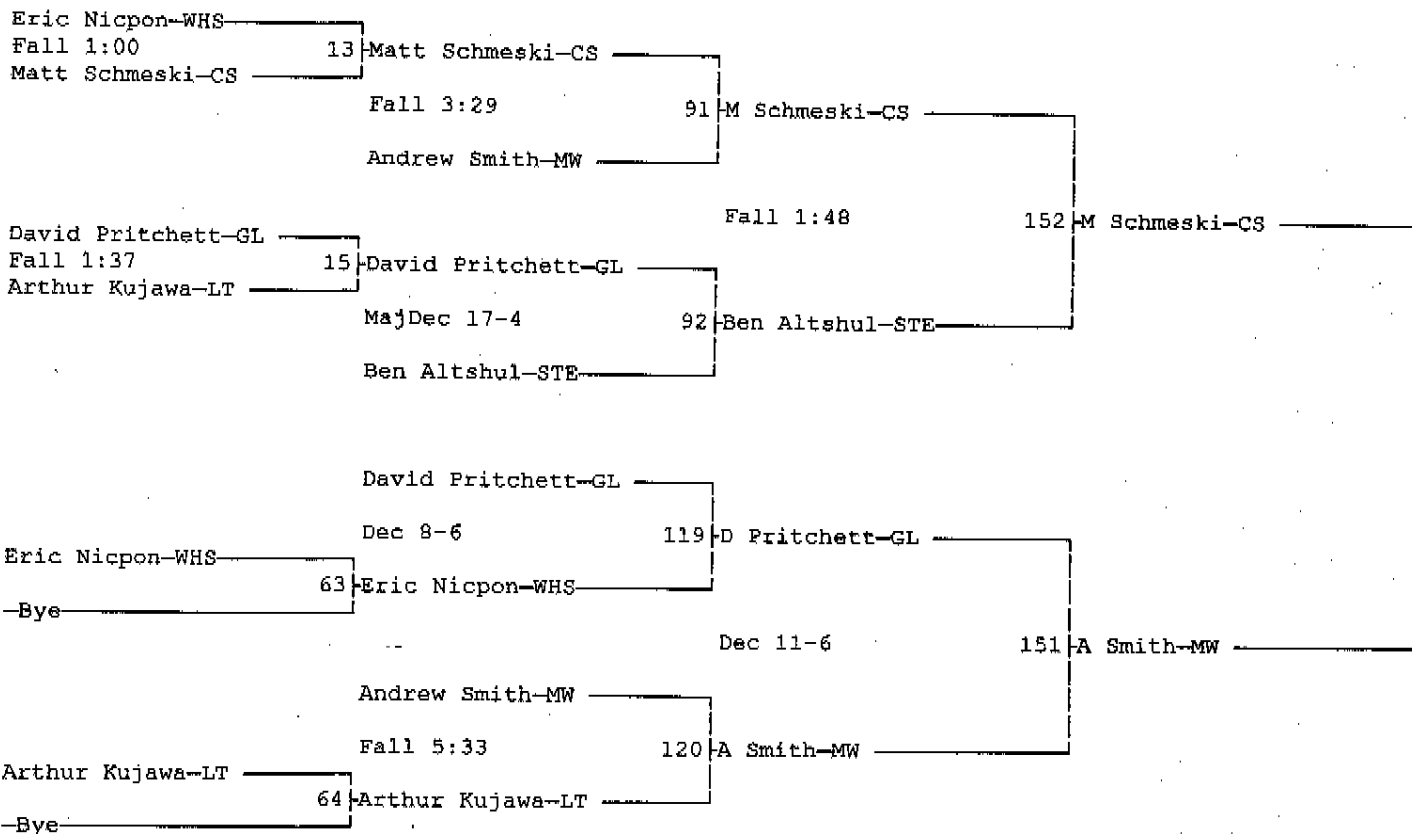 Eric Nicpon—WHS
Fall 1:00
13 Matt Schmeski—CS
Matt Schmeski—CS
Fall 3:29
91 M Schmeski—CS
Andrew Smith—MW
Fall 1:48
152 M Schmeski—CS
David Pritchett—GL
Fall 1:37
15 David Pritchett—GL
Arthur Kujawa—LT
MajDec 17-4
92 Ben Altshul—STE
Ben Altshul—STE
David Pritchett—GL
Dec 8-6
119 D Pritchett—GL
Eric Nicpon—WHS
63 Eric Nicpon—WHS
—Bye
Dec 11-6
151 A Smith—MW
Andrew Smith—MW
Fall 5:33
120 A Smith—MW
Arthur Kujawa—LT
64 Arthur Kujawa—LT
—Bye